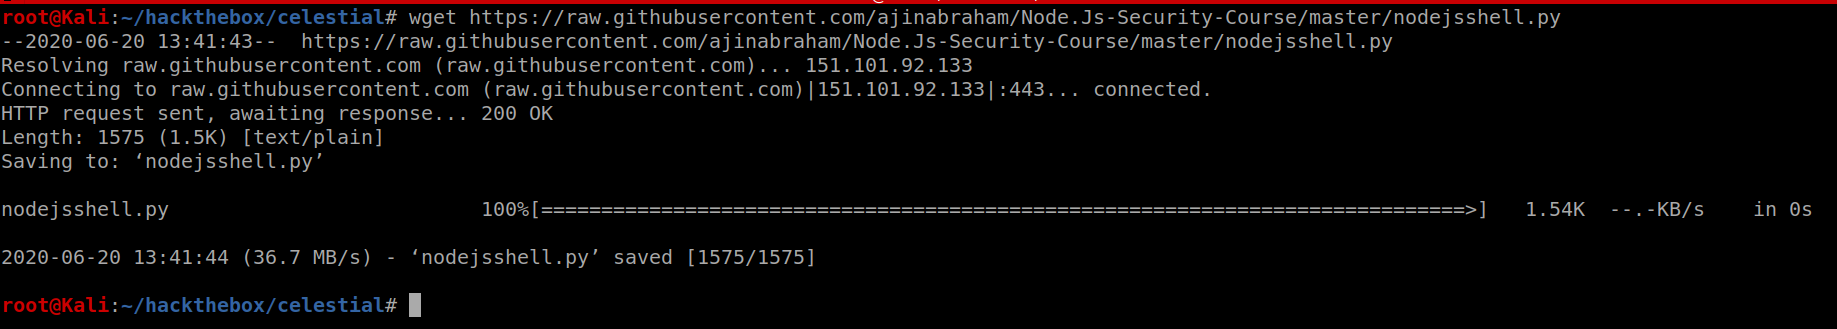 root@Kali:~/hackthebox/celestial# wget https://raw.githubusercontent.com/ajinabraham/Node.Js-Security-Course/master/nodejsshell.py
--2020-06-20 13:41:43--  https://raw.githubusercontent.com/ajinabraham/Node.Js-Security-Course/master/nodejsshell.py
Resolving raw.githubusercontent.com (raw.githubusercontent.com)... 151.101.92.133
Connecting to raw.githubusercontent.com (raw.githubusercontent.com)|151.101.92.133|:443... connected.
HTTP request sent, awaiting response... 200 OK
Length: 1575 (1.5K) [text/plain]
Saving to: ‘nodejsshell.py’
nodejsshell.py                          100%[=============================================================================>]   1.54K  --.-KB/s    in 0s
2020-06-20 13:41:44 (36.7 MB/s) - ‘nodejsshell.py’ saved [1575/1575]
root@Kali:~/hackthebox/celestial#